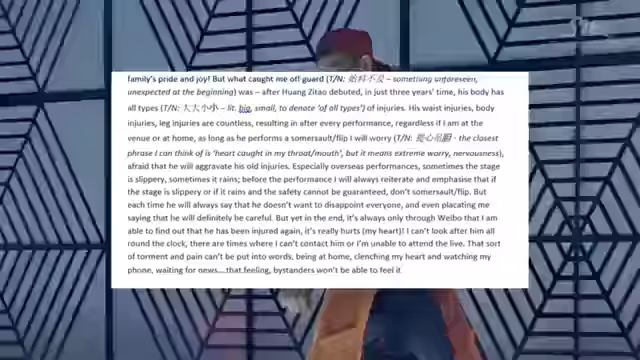 family's pride and joy! But what caught me off guard (T/N: 始料不及 – something unforeseen,
unexpected at the beginning) was – after Huang Zitao debuted, in just three years' time, his body has
all types (T/N: 大大小小 – lit. big, small, to denote 'of all types') of injuries. His waist injuries, body
injuries, leg injuries are countless, resulting in after every performance, regardless if I am at the
venue or at home, as long as he performs a somersault/flip I will worry (T/N: - the closest
phrase I can think of is 'heart caught in my throat/mouth', but it means extreme worry, nervousness),
afraid that he will aggravate his old injuries. Especially overseas performances, sometimes the stage
is slippery, sometimes it rains; before the performance I will always reiterate and emphasise that if
the stage is slippery or if it rains and the safety cannot be guaranteed, don't somersault/flip. But
each time he will always say that he doesn't want to disappoint everyone, and even placating me
saying that he will definitely be careful. But yet in the end, it's always only through Weibo that I am
able to find out that he has been injured again, it's really hurts (my heart)! I can't look after him all
round the clock, there are times where I can't contact him or I'm unable to attend the live. That sort
of torment and pain can't be put into words, being at home, clenching my heart and watching my
phone, waiting for news....that feeling, bystanders won't be able to feel it